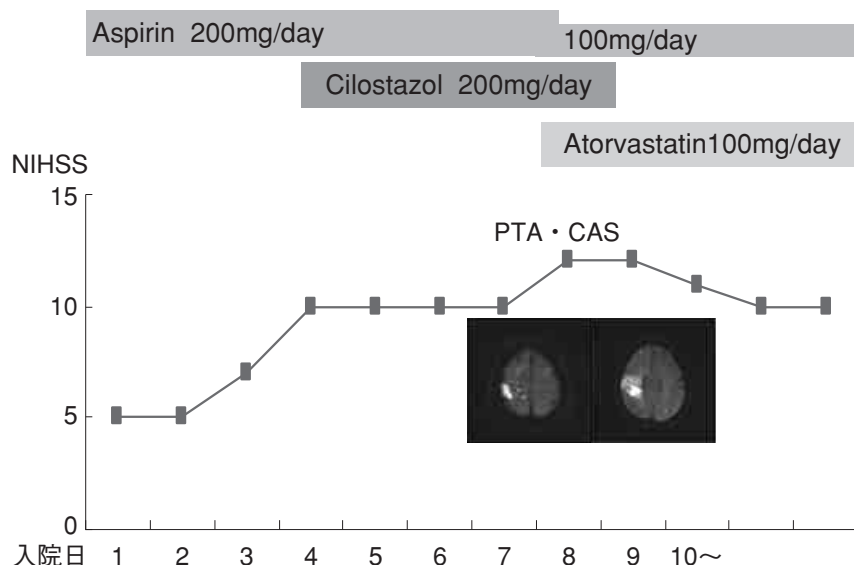 Aspirin 200mg/day
100mg/day
Cilostazol 200mg/day
Atorvastatin100mg/day
NIHSS
15
PTA・CAS
10
5
0
入院日 1 2 3 4 5 6 7 8 9 10～